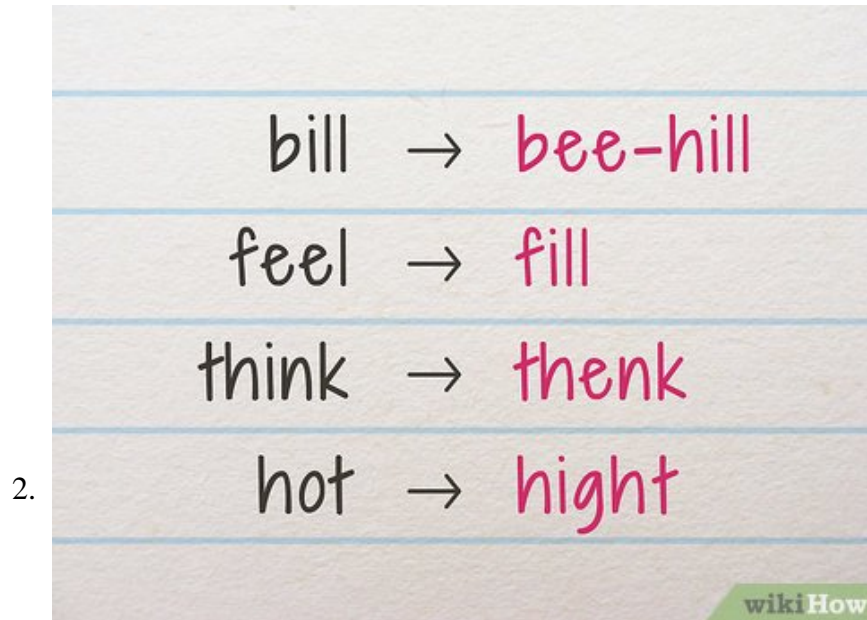 bill → bee-hill
feel → fill
think → thenk
2.
hot → hight
wikiHow